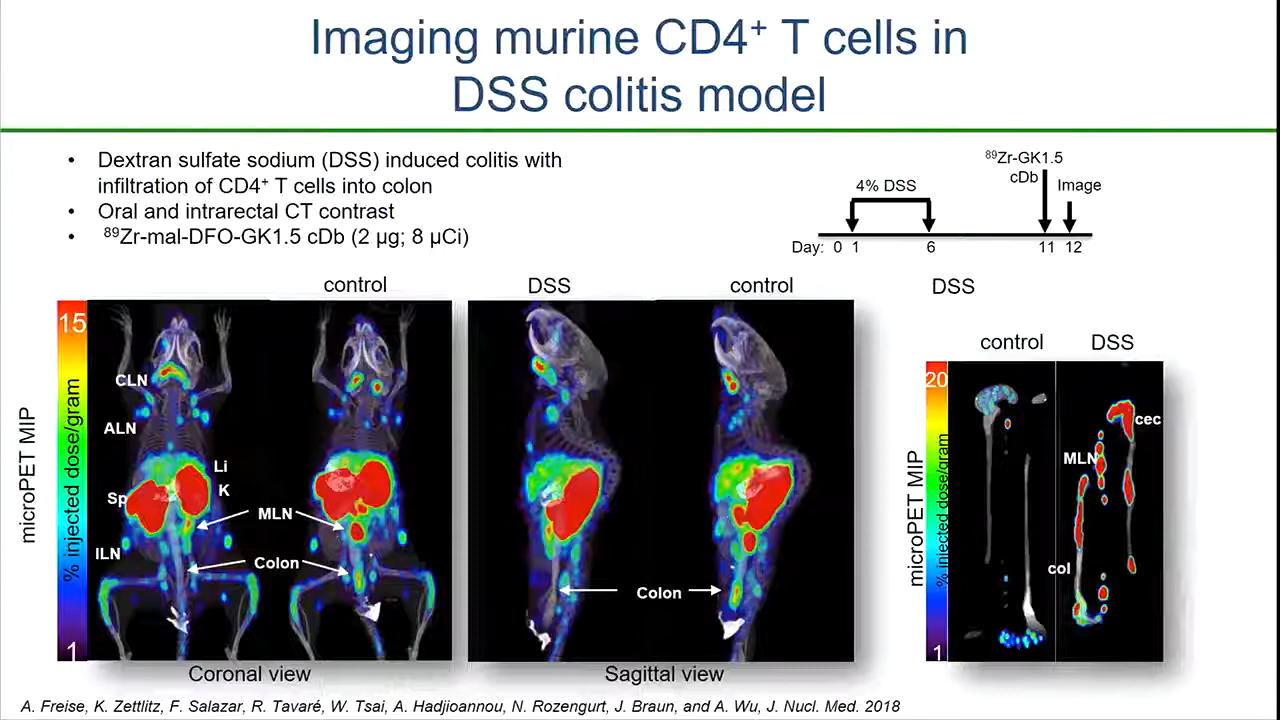 Imaging murine CD4⁺ T cells in
DSS colitis model
• Dextran sulfate sodium (DSS) induced colitis with
infiltration of CD4⁺ T cells into colon
• Oral and intrarectal CT contrast
• ⁸⁹Zr-mal-DFO-GK1.5 cDb (2 µg; 8 µCi)
⁸⁹Zr-GK1.5
cDb
Image
4% DSS
Day: 0 1 6 11 12
control
DSS
control
DSS
microPET MIP
% injected dose/gram
15
1
CLN
ALN
Li
K
Sp
MLN
ILN
Colon
Coronal view
Colon
Sagittal view
control
DSS
microPET MIP
% injected dose/gram
20
1
cec
MLN
col
A. Freise, K. Zettlitz, F. Salazar, R. Tavaré, W. Tsai, A. Hadjioannou, N. Rozengurt, J. Braun, and A. Wu, J. Nucl. Med. 2018